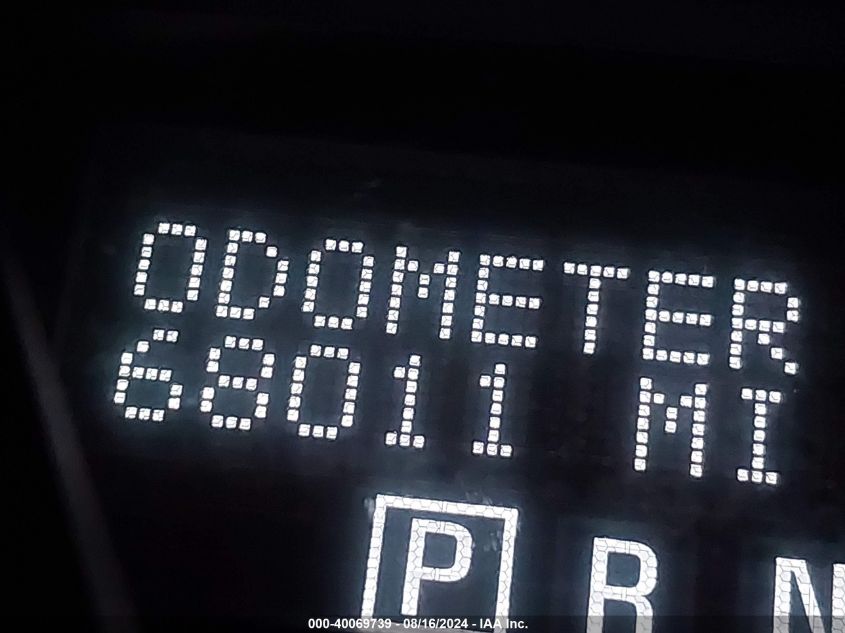 ODOMETER
68011 MI
P R N
000-40069739 - 08/16/2024 - IAA Inc.